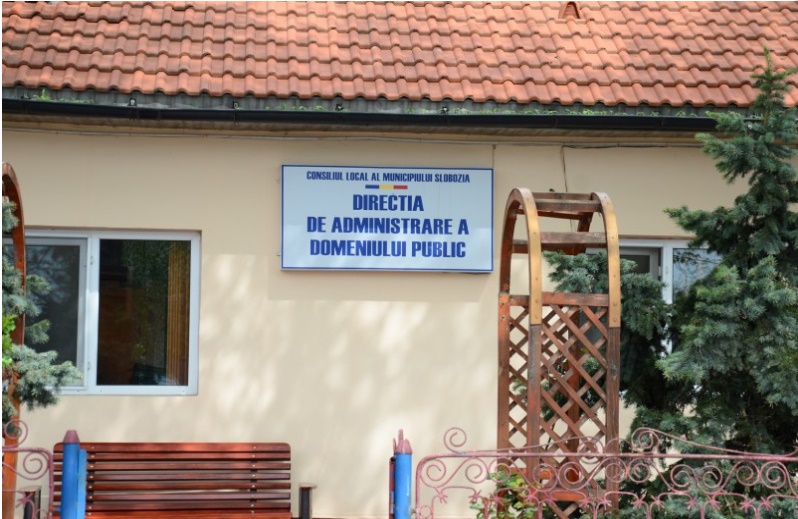 CONSILIUL LOCAL AL MUNICIPIULUI SLOBOZIA
DIRECTIA
DE ADMINISTRARE A
DOMENIULUI PUBLIC